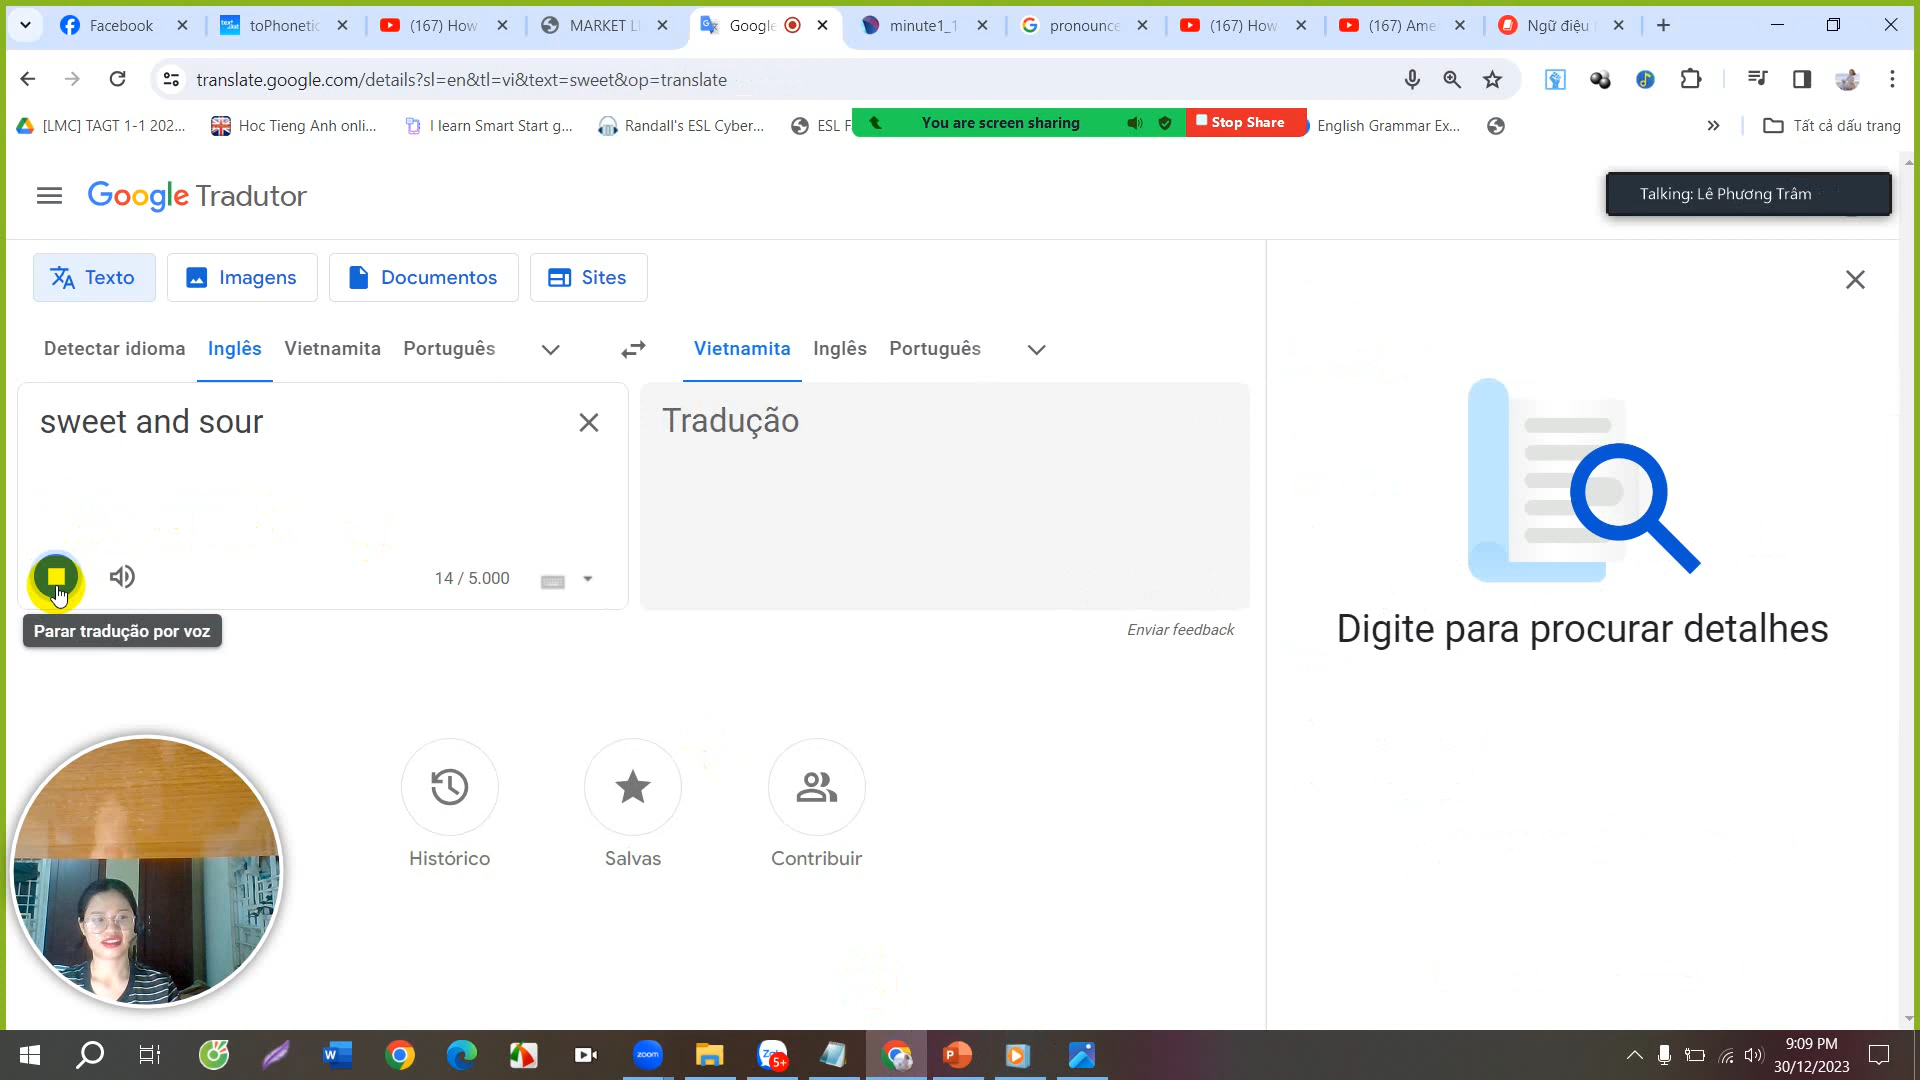 Facebook
toPhonetic
(167) How
MARKET LE
Google
minute1_1
pronounce
(167) How
(167) Ame
Ngữ điệu
translate.google.com/details?sl=en&tl=vi&text=sweet&op=translate
[LMC] TAGT 1-1 202...
Hoc Tieng Anh onli...
I learn Smart Start g...
Randall's ESL Cyber...
ESL F
You are screen sharing
Stop Share
English Grammar Ex...
Tất cả dấu trang
Google Tradutor
Talking: Lê Phương Trâm
Texto
Imagens
Documentos
Sites
Detectar idioma
Inglês
Vietnamita
Português
Vietnamita
Inglês
Português
sweet and sour
Tradução
14 / 5.000
Parar tradução por voz
Enviar feedback
Digite para procurar detalhes
Histórico
Salvas
Contribuir
zoom
5+
9:09 PM
30/12/2023